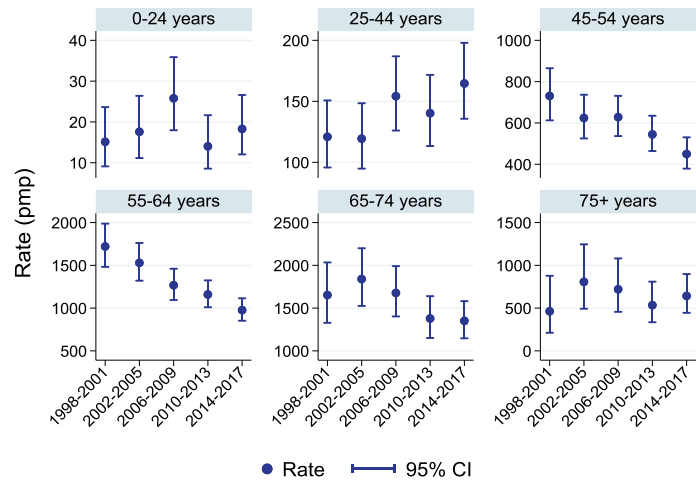 0-24 years 25-44 years 45-54 years
40 30 20 10
200 150 100
1000 800 600 400
Rate (pmp)
55-64 years 65-74 years 75+ years
2000 1500 1000 500
2500 2000 1500 1000
1500 1000 500 0
1998-2001 2002-2005 2006-2009 2010-2013 2014-2017
1998-2001 2002-2005 2006-2009 2010-2013 2014-2017
1998-2001 2002-2005 2006-2009 2010-2013 2014-2017
Rate 95% CI